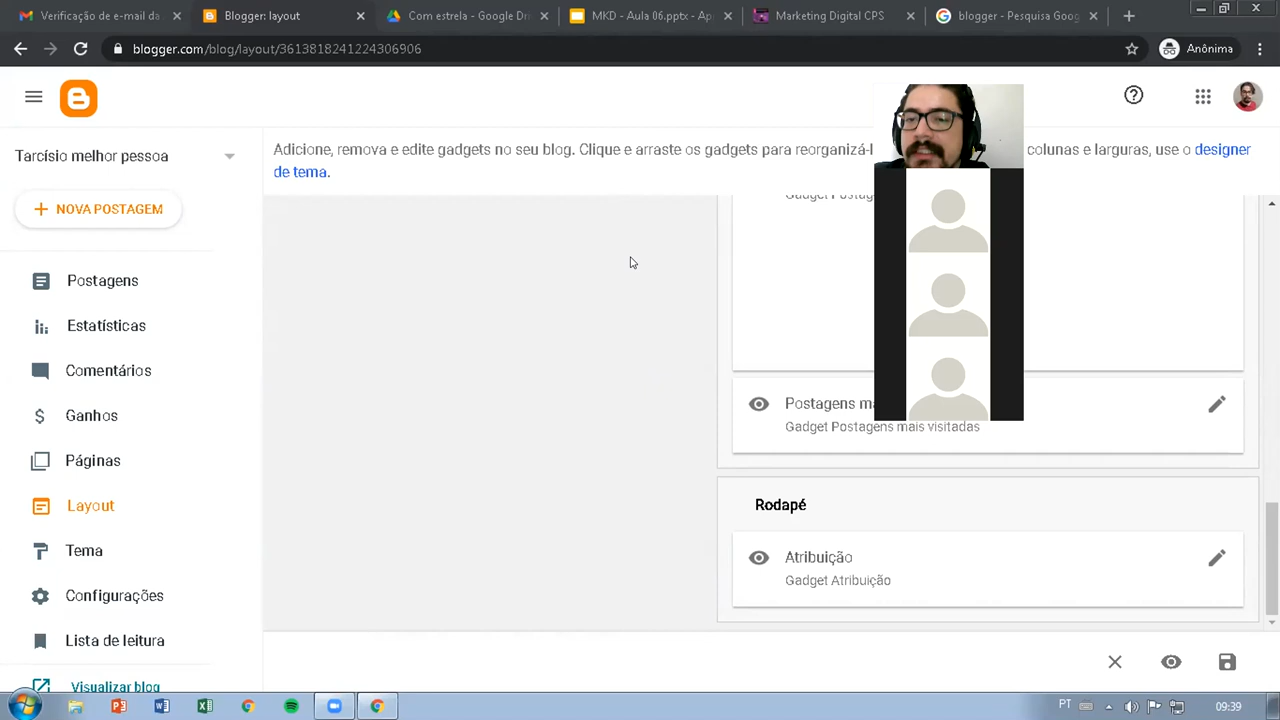 Verificação de e-mail da
Blogger: layout
Com estrela - Google Dri
MKD - Aula 06.pptx - Ap
Marketing Digital CPS
blogger - Pesquisa Goog
blogger.com/blog/layout/3613818241224306906
Anônima
Tarcísio melhor pessoa
NOVA POSTAGEM
Postagens
Estatísticas
Comentários
Ganhos
Páginas
Layout
Tema
Configurações
Lista de leitura
Visualizar blog
Adicione, remova e edite gadgets no seu blog. Clique e arraste os gadgets para reorganizá-l colunas e larguras, use o designer
de tema.
Gadget Postag
Postagens m
Gadget Postagens mais visitadas
Rodapé
Atribuição
Gadget Atribuição
PT
09:39